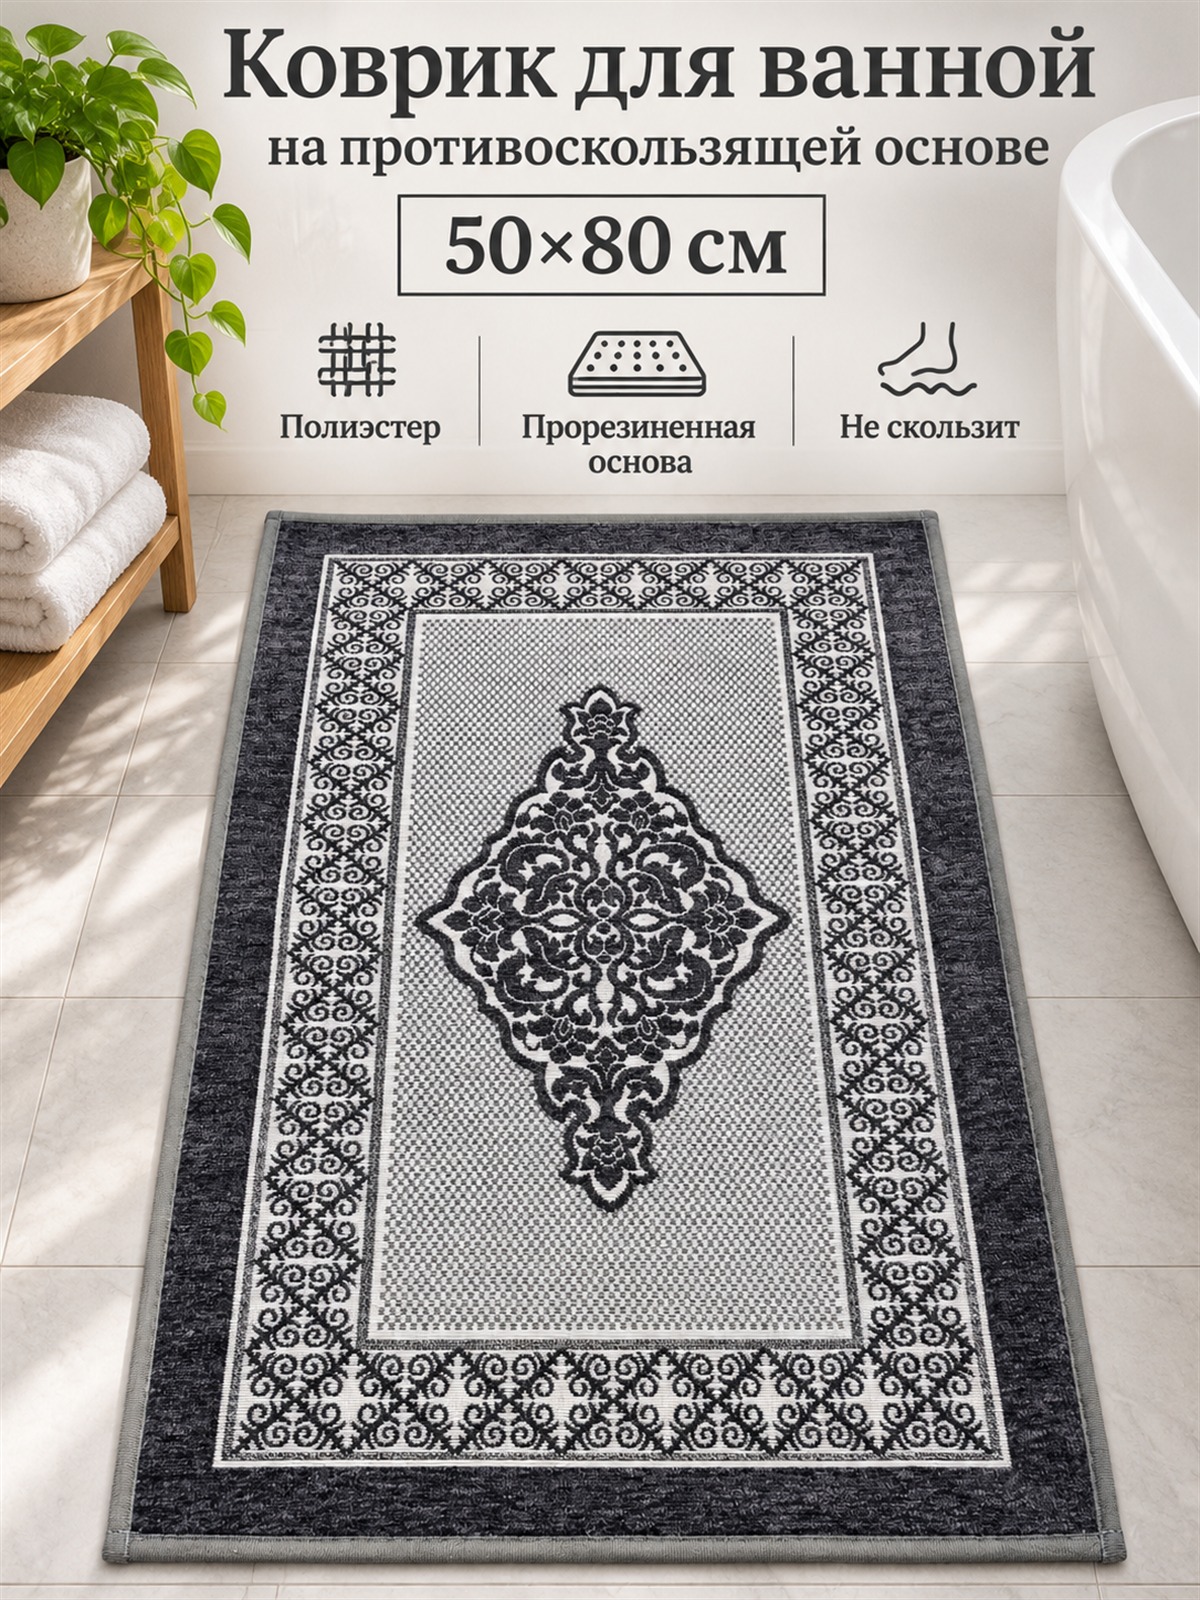 Коврик для ванной
на противоскользящей основе
50×80 см
Полиэстер
Прорезиненная
основа
Не скользит